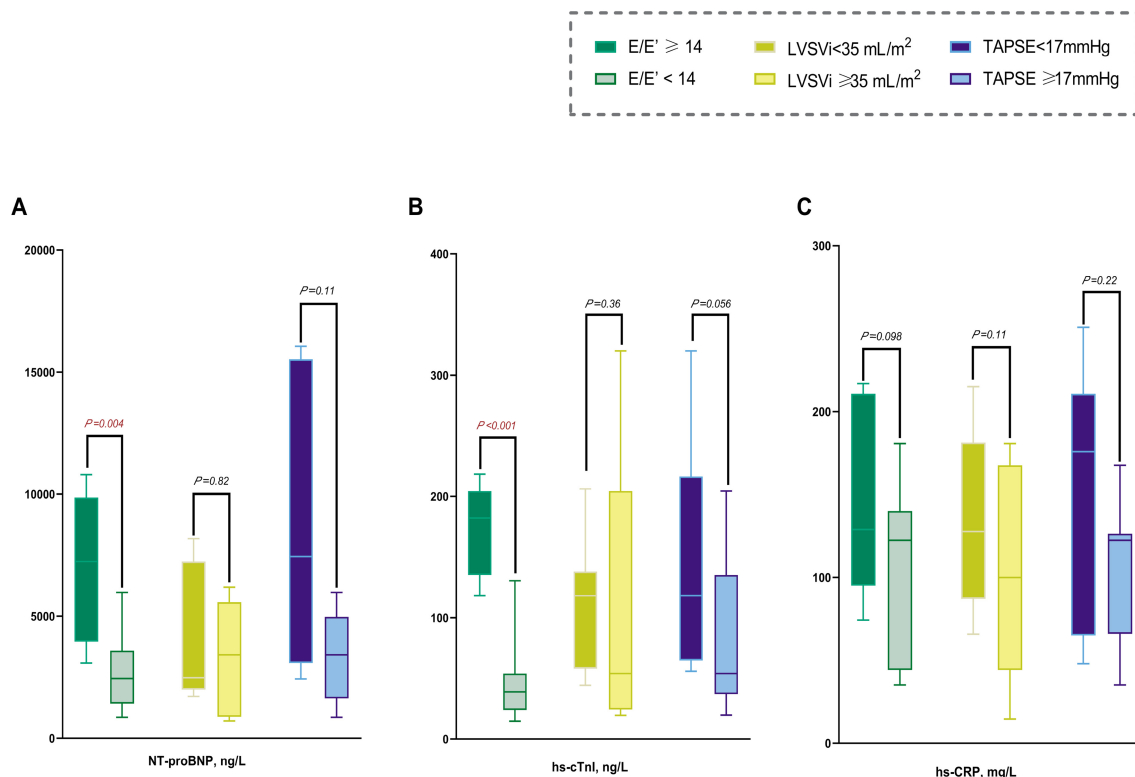 E/E’ ≥ 14 LVSVi<35 mL/m² TAPSE<17mmHg
E/E’ < 14 LVSVi ⩾35 mL/m² TAPSE ⩾17mmHg
A
20000
15000
10000
5000
0
P=0.004
P=0.82
P=0.11
NT-proBNP, ng/L
B
400
300
200
100
0
P<0.001
P=0.36
P=0.056
hs-cTnI, ng/L
C
300
200
100
0
P=0.098
P=0.11
P=0.22
hs-CRP, mg/L